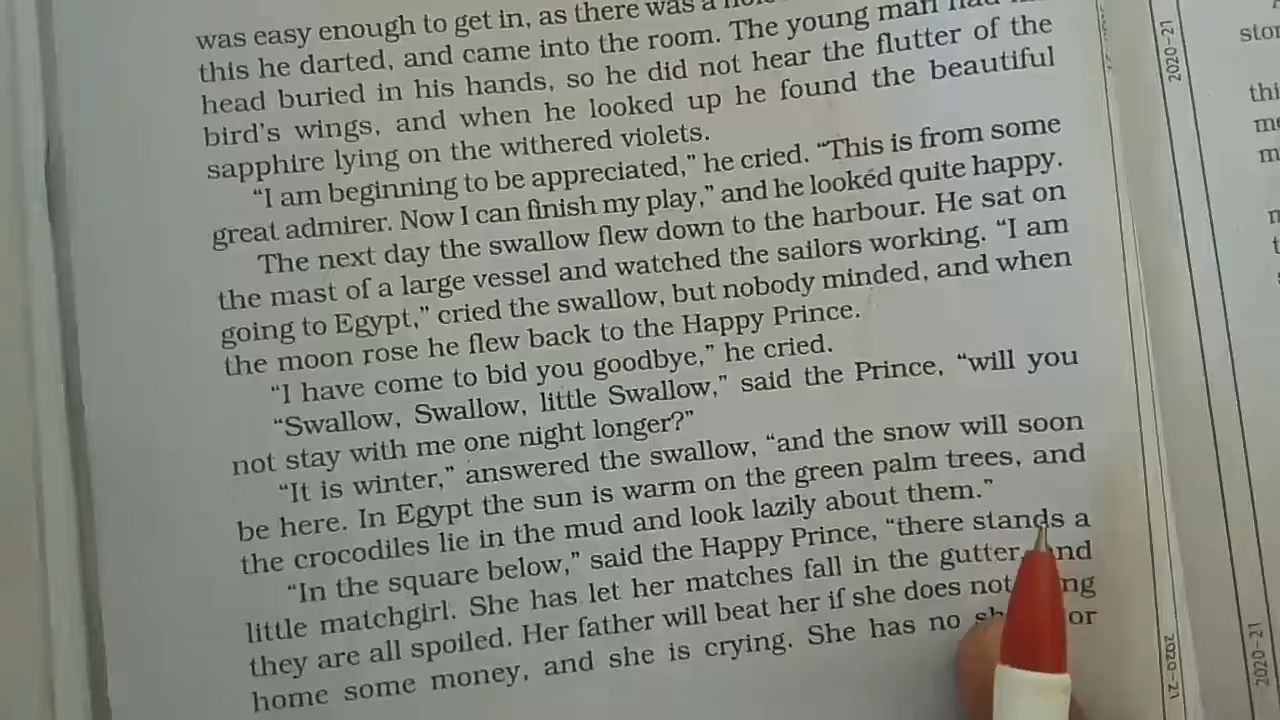 was easy enough to get in, as there was a
this he darted, and came into the room. The young man had
head buried in his hands, so he did not hear the flutter of the
bird's wings, and when he looked up he found the beautiful
sapphire lying on the withered violets.
“I am beginning to be appreciated,” he cried. “This is from some
great admirer. Now I can finish my play,” and he looked quite happy.
The next day the swallow flew down to the harbour. He sat on
the mast of a large vessel and watched the sailors working. “I am
going to Egypt,” cried the swallow, but nobody minded, and when
the moon rose he flew back to the Happy Prince.
“I have come to bid you goodbye,” he cried.
“Swallow, Swallow, little Swallow,” said the Prince, “will you
not stay with me one night longer?”
“It is winter,” answered the swallow, “and the snow will soon
be here. In Egypt the sun is warm on the green palm trees, and
the crocodiles lie in the mud and look lazily about them.”
“In the square below,” said the Happy Prince, “there stands a
little matchgirl. She has let her matches fall in the gutter,
they are all spoiled. Her father will beat her if she does not
home some money, and she is crying. She has no or
2020-21
2020-21
2020-21